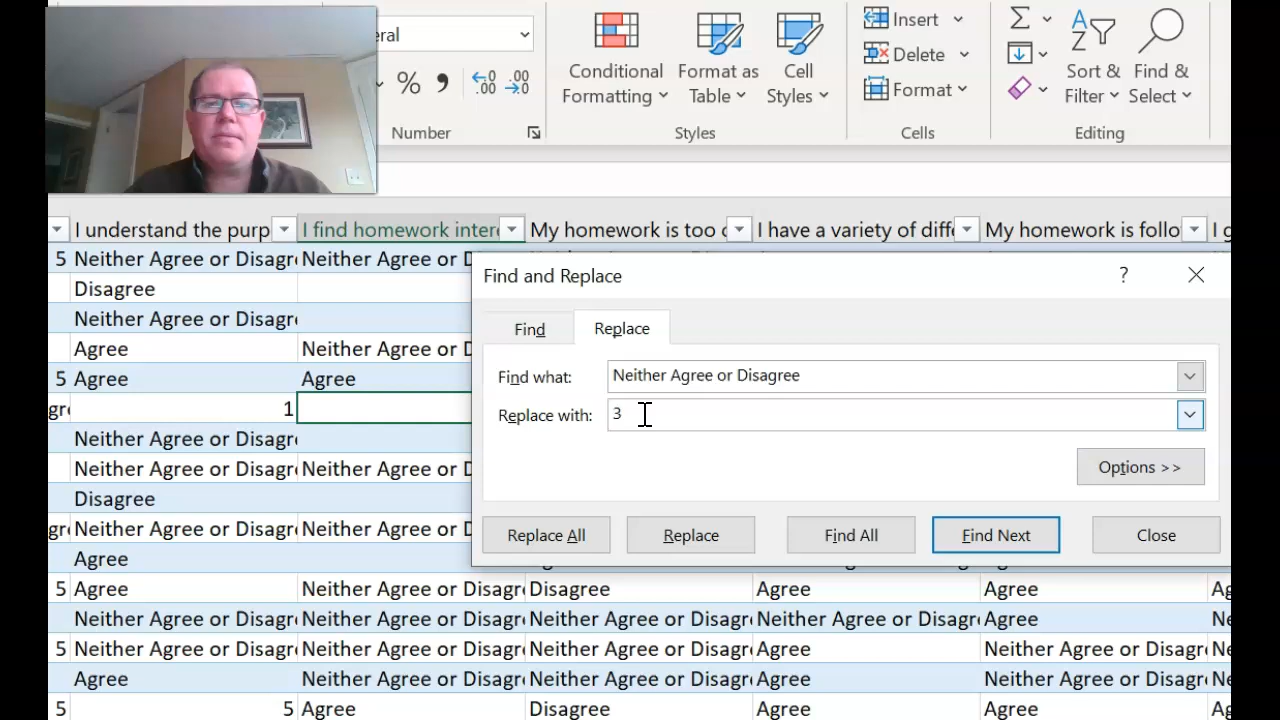 eral
%
Insert
Conditional Formatting
Format as Table
Cell Styles
Delete
Format
Sort & Filter
Find & Select
Number
Styles
Cells
Editing
I understand the purp
I find homework inter
My homework is too
I have a variety of diff
My homework is follo
I g
5 Neither Agree or Disagr Neither Agree or D
Disagree
Neither Agree or Disagr
Agree Neither Agree or D
5 Agree Agree
gr 1
Neither Agree or Disagr
Neither Agree or Disagr Neither Agree or D
Disagree
gr Neither Agree or Disagr Neither Agree or D
Agree
Find and Replace
?
Find
Replace
Find what:
Neither Agree or Disagree
Replace with:
3
Options >>
Replace All
Replace
Find All
Find Next
Close
5 Agree Neither Agree or Disagr Disagree Agree Agree Ag
Neither Agree or Disagr Neither Agree or Disagr Neither Agree or Disagr Neither Agree or Disagr Agree Ne
5 Neither Agree or Disagr Neither Agree or Disagr Neither Agree or Disagr Agree Neither Agree or Disagr Ne
Agree Neither Agree or Disagr Neither Agree or Disagr Agree Neither Agree or Disagr Ne
5 5 Agree Disagree Agree Agree Ag